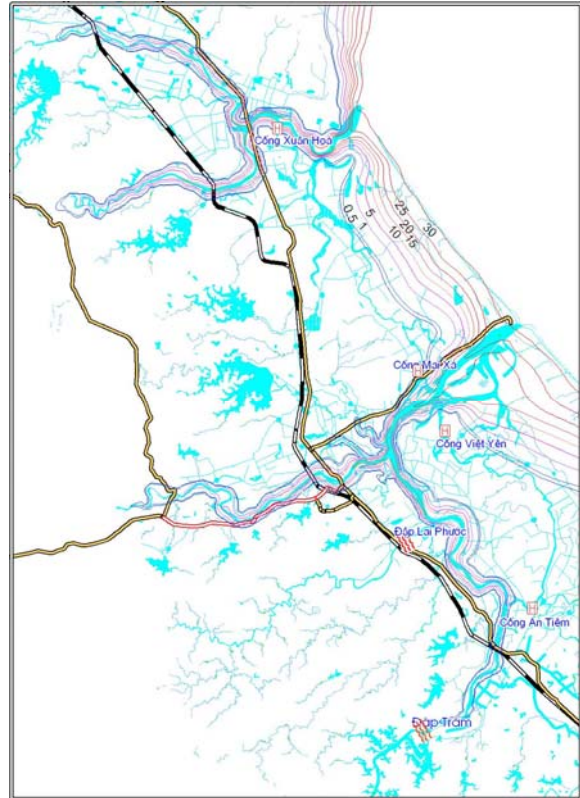 Cống Xuân Hoà
0.5
1
5
10
15
20
25
30
Cống Mai Xá
Cống Việt Yên
Đập Lai Phước
Cống An Tiêm
Đập Trấm